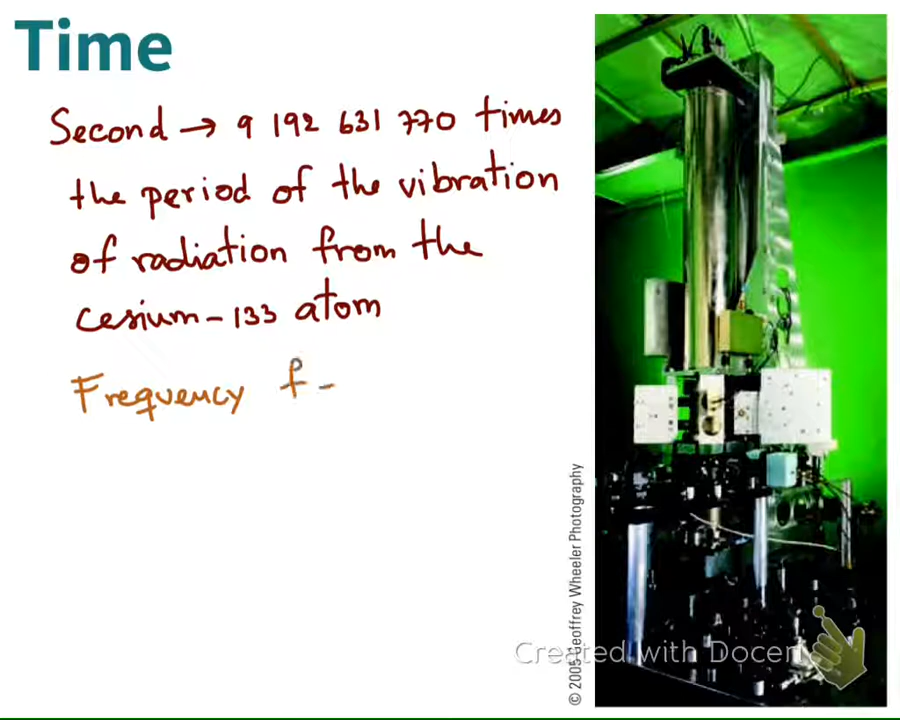 Time
Second → 9 192 631 770 times
the period of the vibration
of radiation from the
cesium-133 atom
Frequency f -
© 2005 Geoffrey Wheeler Photography
Created with Doceri